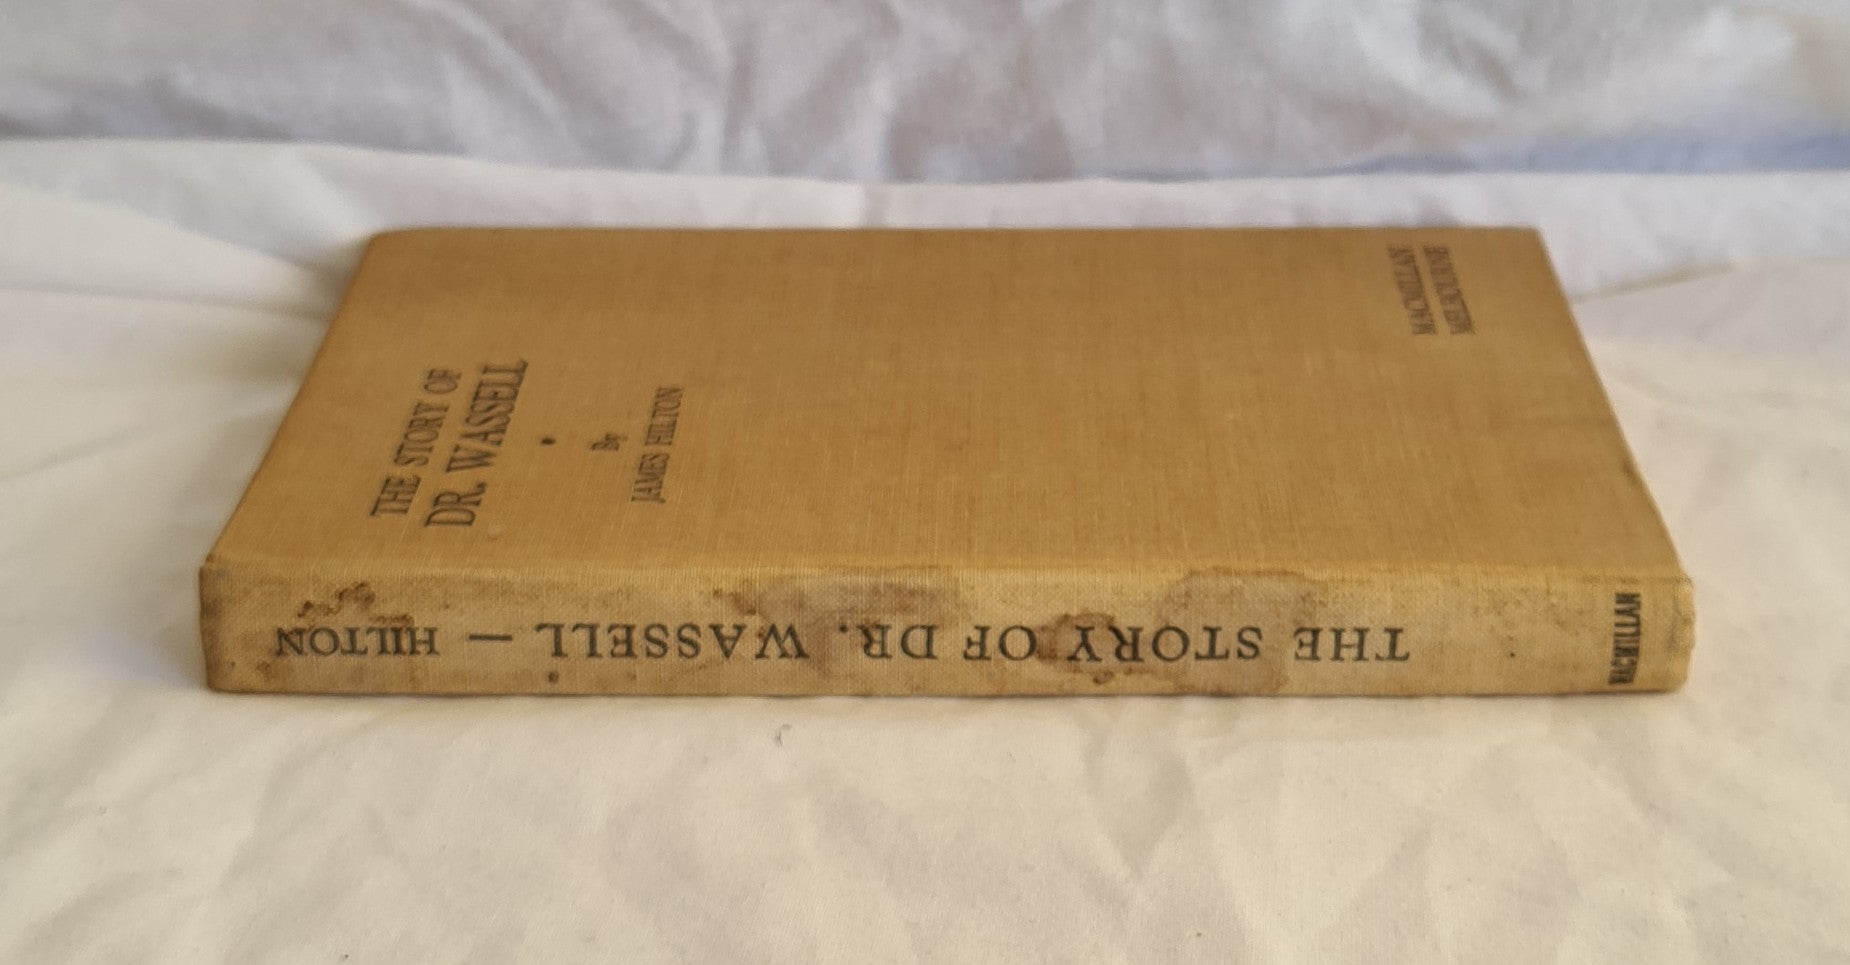 THE STORY OF
DR. WASSELL
By
JAMES HILTON
MACMILLAN
MELBOURNE
THE STORY OF DR. WASSELL — HILTON
MACMILLAN